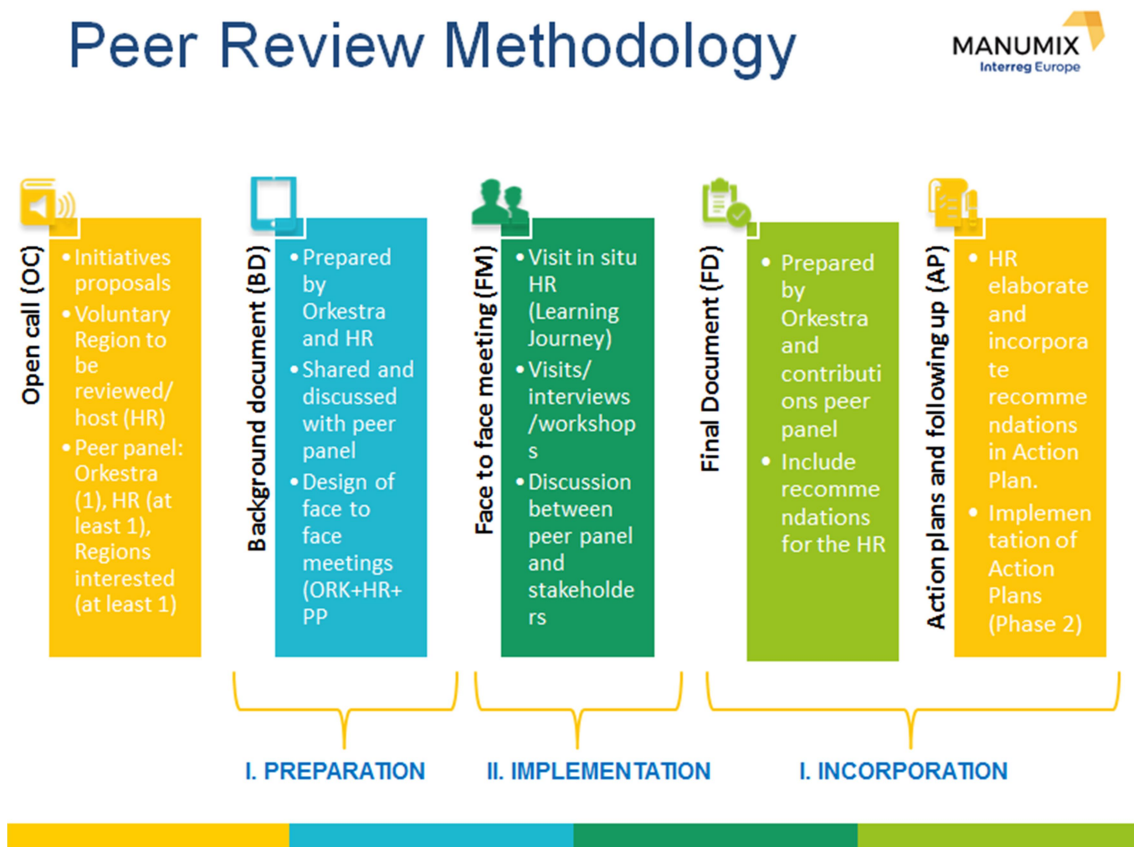 Peer Review Methodology
MANUMIX
Interreg Europe
Open call (OC)
•Initiatives
proposals
•Voluntary
Region to
be
reviewed/
host (HR)
•Peer panel:
Orkestra
(1), HR (at
least 1),
Regions
interested
(at least 1)
Background document (BD)
•Prepared
by
Orkestra
and HR
•Shared and
discussed
with peer
panel
•Design of
face to
face
meetings
(ORK+HR+
PP
Face to face meeting (FM)
•Visit in situ
HR
(Learning
Journey)
•Visits/
interviews
/workshop
s
•Discussion
between
peer panel
and
stakeholde
rs
Final Document (FD)
• Prepared
by
Orkestra
and
contributi
ons peer
panel
• Include
recomme
ndations
for the HR
Action plans and following up (AP)
• HR
elaborate
and
incorpora
te
recomme
ndations
in Action
Plan.
• Implemen
tation of
Action
Plans
(Phase 2)
I. PREPARATION
II. IMPLEMENTATION
I. INCORPORATION